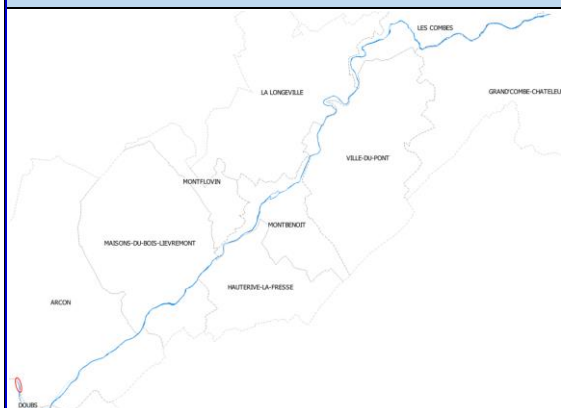 LES COMBES
LA LONGEVILLE
GRAND'COMBE-CHATELEU
VILLE-DU-PONT
MONTFLOVIN
MONTBENOIT
MAISONS-DU-BOIS-LIEVREMONT
HAUTERIVE-LA-FRESSE
ARCON
DOUBS